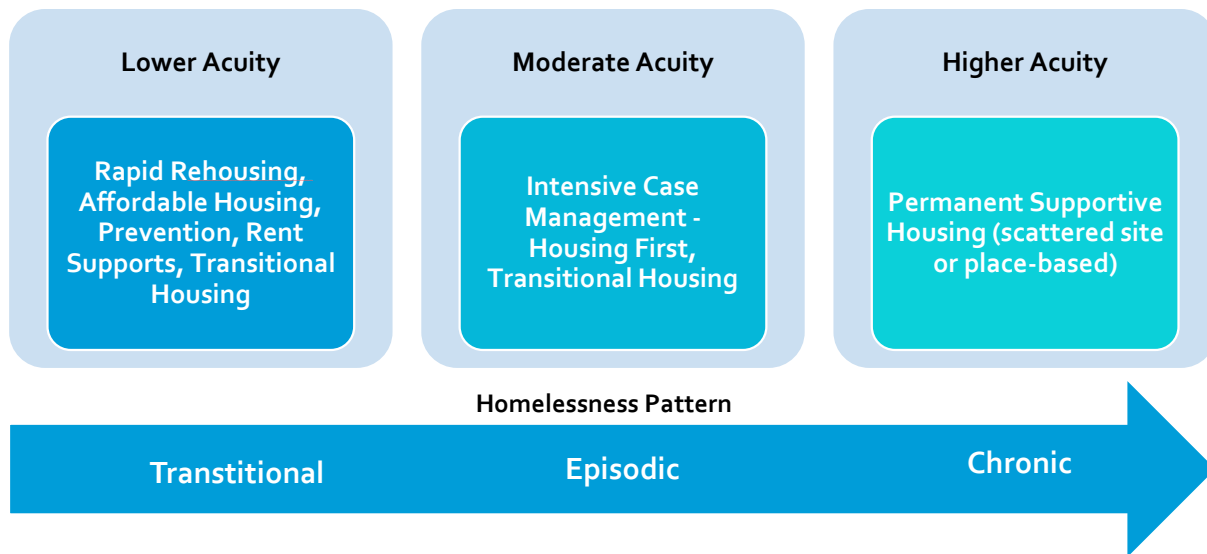 Lower Acuity
Rapid Rehousing,
Affordable Housing,
Prevention, Rent
Supports, Transitional
Housing
Moderate Acuity
Intensive Case
Management -
Housing First,
Transitional Housing
Higher Acuity
Permanent Supportive
Housing (scattered site
or place-based)
Homelessness Pattern
Transtitional
Episodic
Chronic